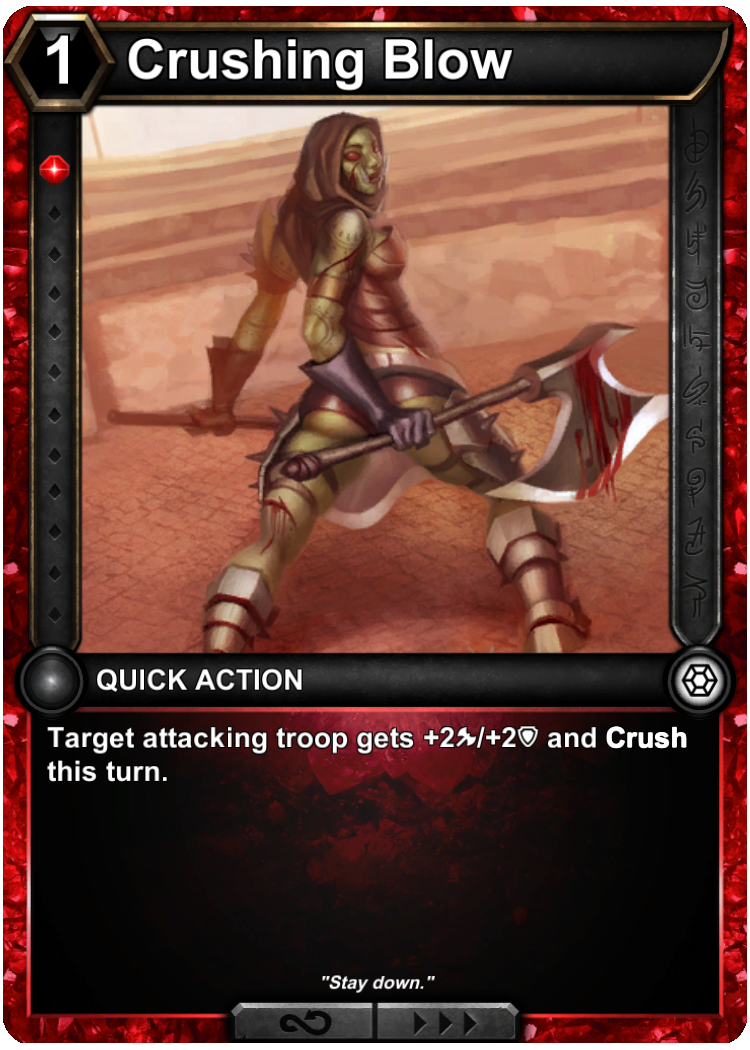 1 Crushing Blow
QUICK ACTION
Target attacking troop gets +2/+2 and Crush
this turn.
"Stay down."